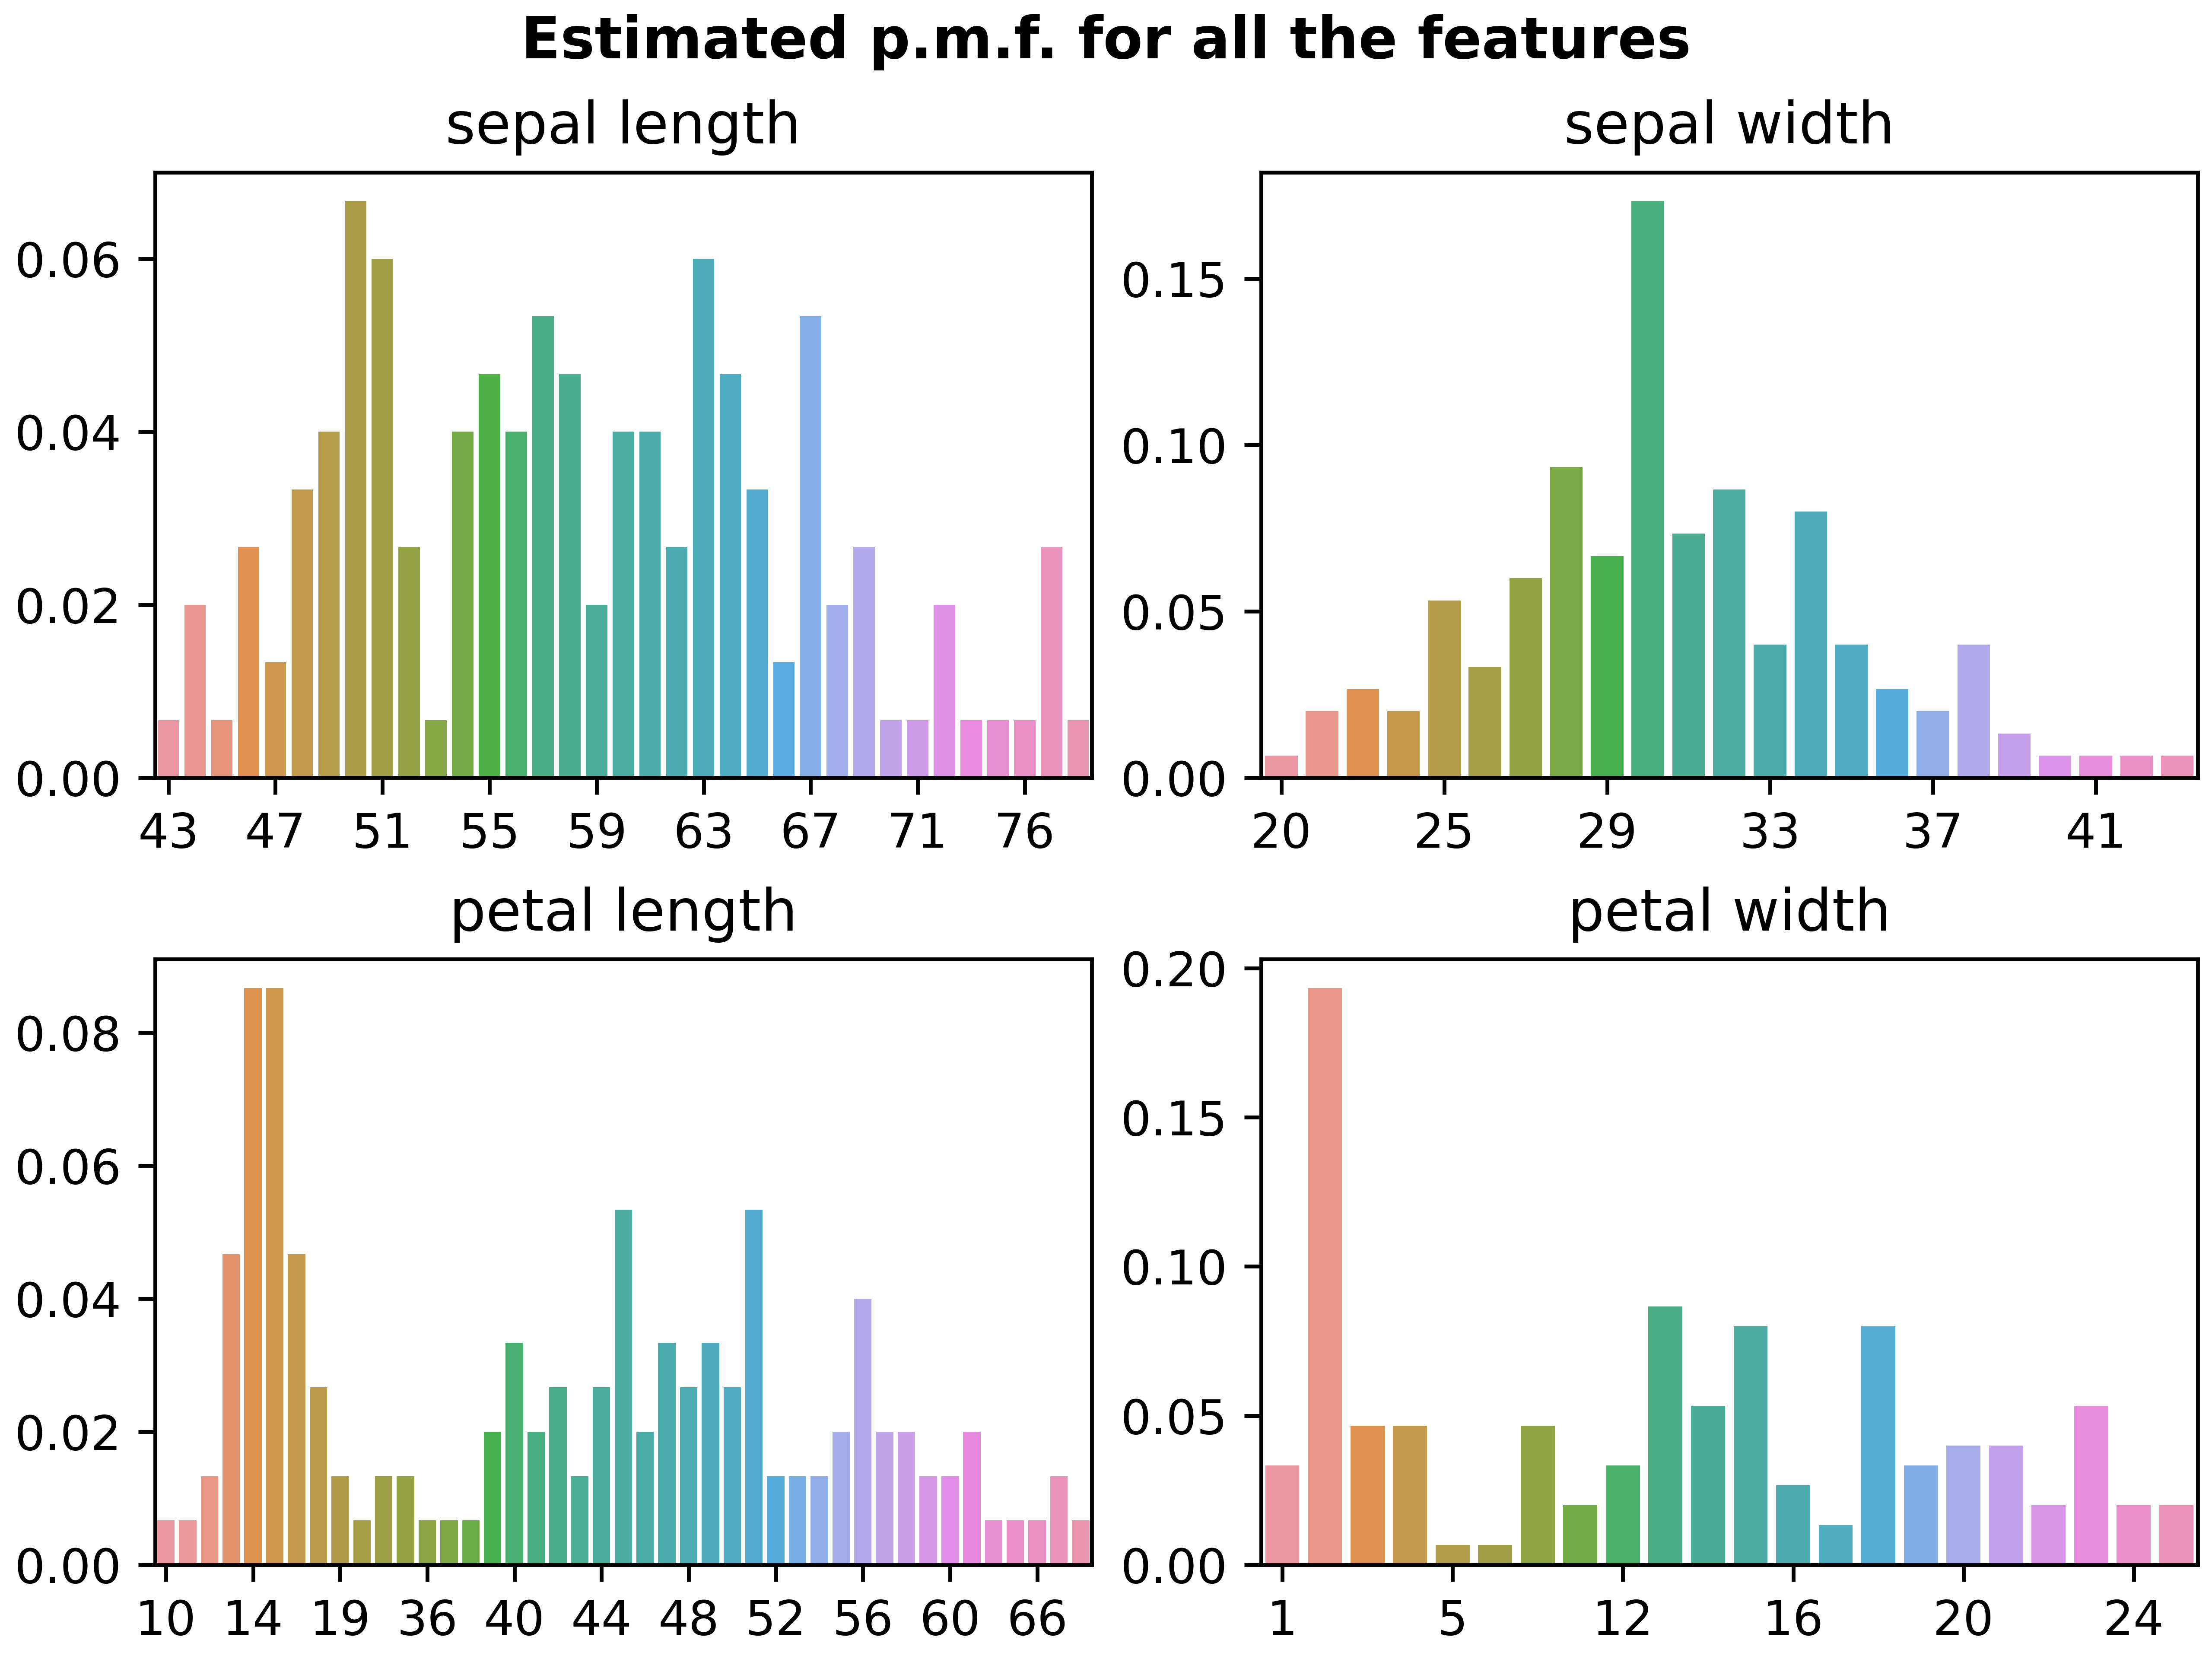 Estimated p.m.f. for all the features
sepal length
0.06
0.04
0.02
0.00
43 47 51 55 59 63 67 71 76
sepal width
0.15
0.10
0.05
0.00
20 25 29 33 37 41
petal length
0.08
0.06
0.04
0.02
0.00
10 14 19 36 40 44 48 52 56 60 66
petal width
0.20
0.15
0.10
0.05
0.00
1 5 12 16 20 24